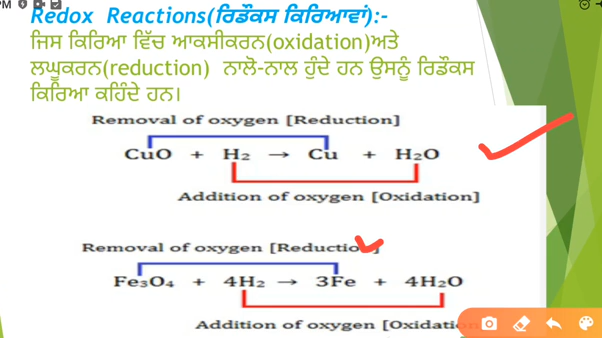 PM
Redox Reactions(ਰਿਡੌਕਸ ਕਿਰਿਆਵਾਂ):-
ਜਿਸ ਕਿਰਿਆ ਵਿੱਚ ਆਕਸੀਕਰਨ(oxidation)ਅਤੇ
ਲਘੂਕਰਨ(reduction) ਨਾਲੋ-ਨਾਲ ਹੁੰਦੇ ਹਨ ਉਸਨੂੰ ਰਿਡੌਕਸ
ਕਿਰਿਆ ਕਹਿੰਦੇ ਹਨ।
Removal of oxygen [Reduction]
CuO + H₂ → Cu + H₂O
Addition of oxygen [Oxidation]
Removal of oxygen [Reduction]
Fe₃O₄ + 4H₂ → 3Fe + 4H₂O
Addition of oxygen [Oxidatio